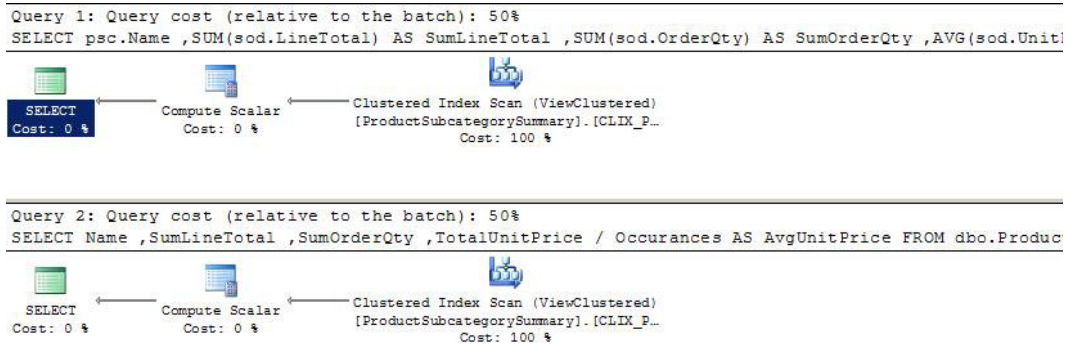 Query 1: Query cost (relative to the batch): 50%
SELECT psc.Name ,SUM(sod.LineTotal) AS SumLineTotal ,SUM(sod.OrderQty) AS SumOrderQty ,AVG(sod.Unit
SELECT
Cost: 0 %
Compute Scalar
Cost: 0 %
Clustered Index Scan (ViewClustered)
[ProductSubcategorySummary].[CLIX_P…
Cost: 100 %
Query 2: Query cost (relative to the batch): 50%
SELECT Name ,SumLineTotal ,SumOrderQty ,TotalUnitPrice / Occurances AS AvgUnitPrice FROM dbo.Produc
SELECT
Cost: 0 %
Compute Scalar
Cost: 0 %
Clustered Index Scan (ViewClustered)
[ProductSubcategorySummary].[CLIX_P…
Cost: 100 %